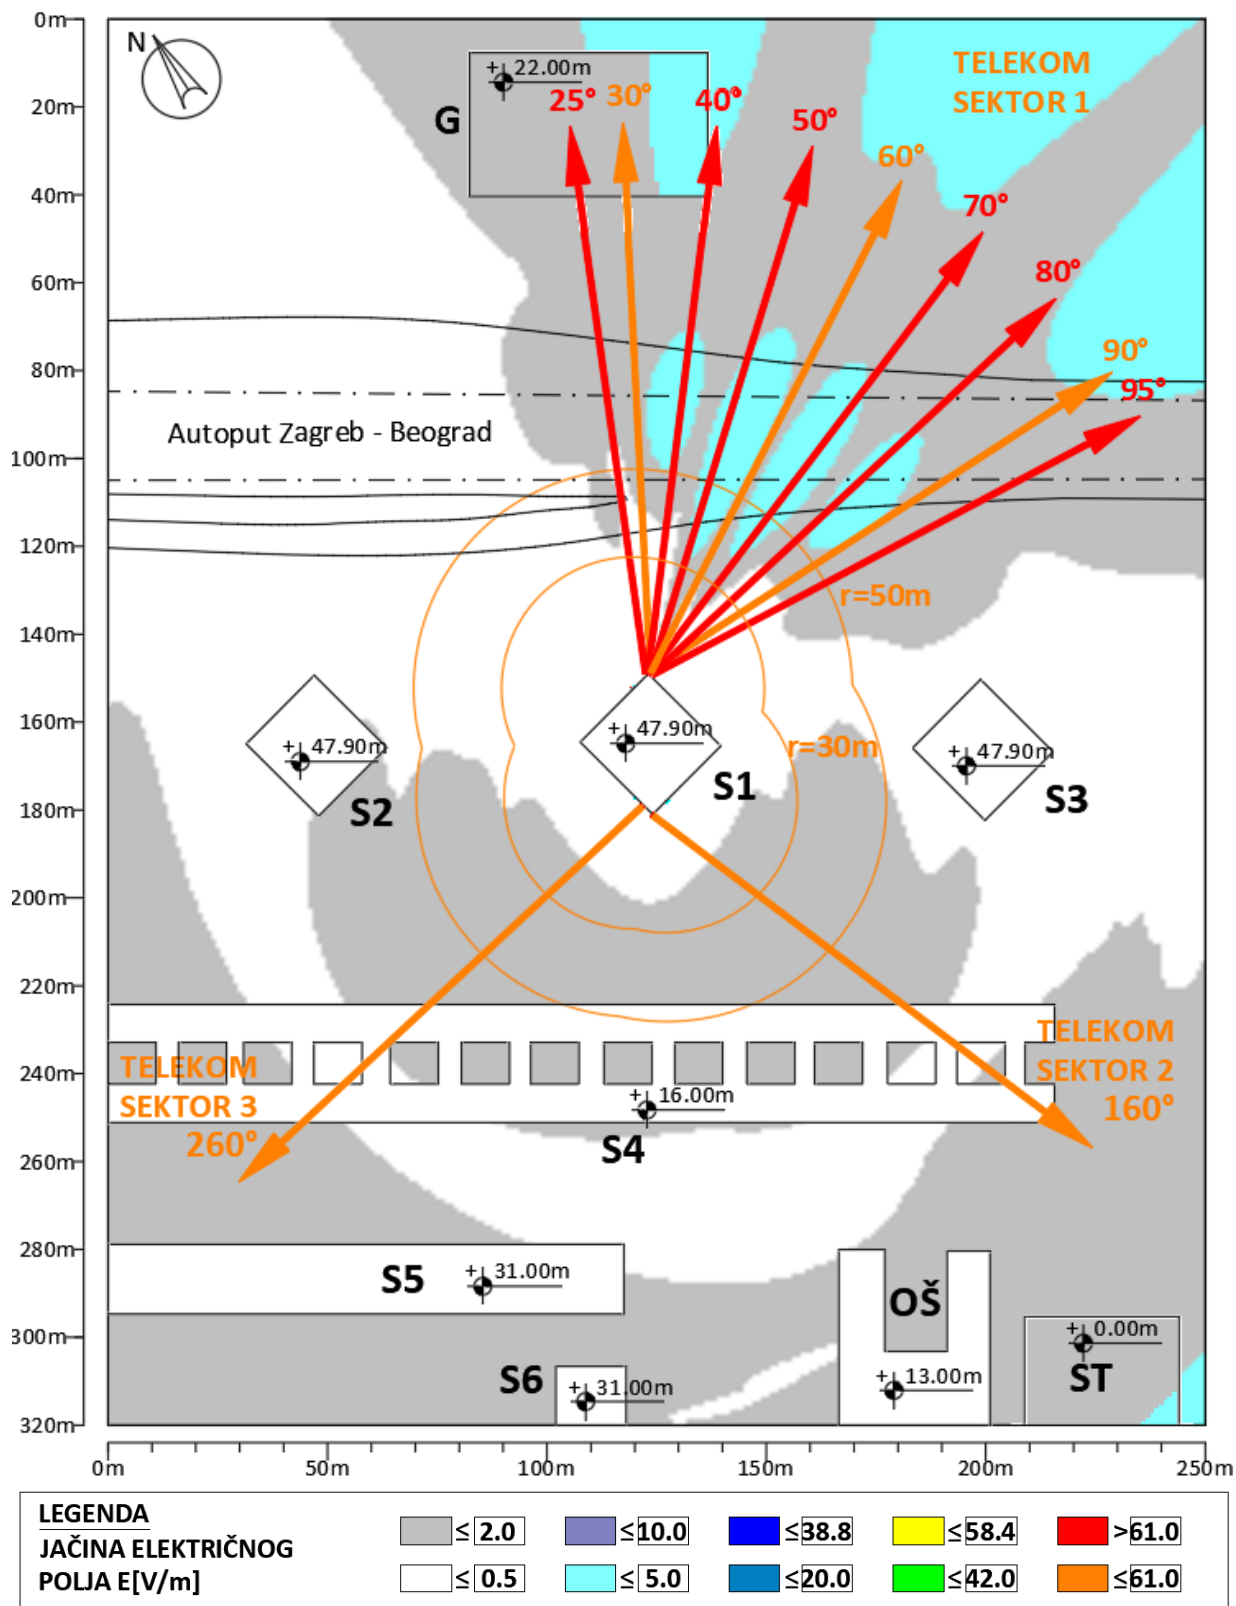 0m
20m
40m
60m
80m
100m
120m
140m
160m
180m
200m
220m
240m
260m
280m
300m
320m
N
G
22.00m
25°
30°
40°
50°
60°
70°
80°
90°
95°
TELEKOM
SEKTOR 1
Autoput Zagreb - Beograd
r=50m
r=30m
47.90m
S2
47.90m
S1
47.90m
S3
TELEKOM
SEKTOR 3
260°
TELEKOM
SEKTOR 2
160°
16.00m
S4
S5
31.00m
S6
31.00m
OŠ
13.00m
0.00m
ST
0m
50m
100m
150m
200m
250m
LEGENDA
JAČINA ELEKTRIČNOG
POLJA E[V/m]
≤ 2.0
≤10.0
≤38.8
≤58.4
>61.0
≤ 0.5
≤ 5.0
≤20.0
≤42.0
≤61.0